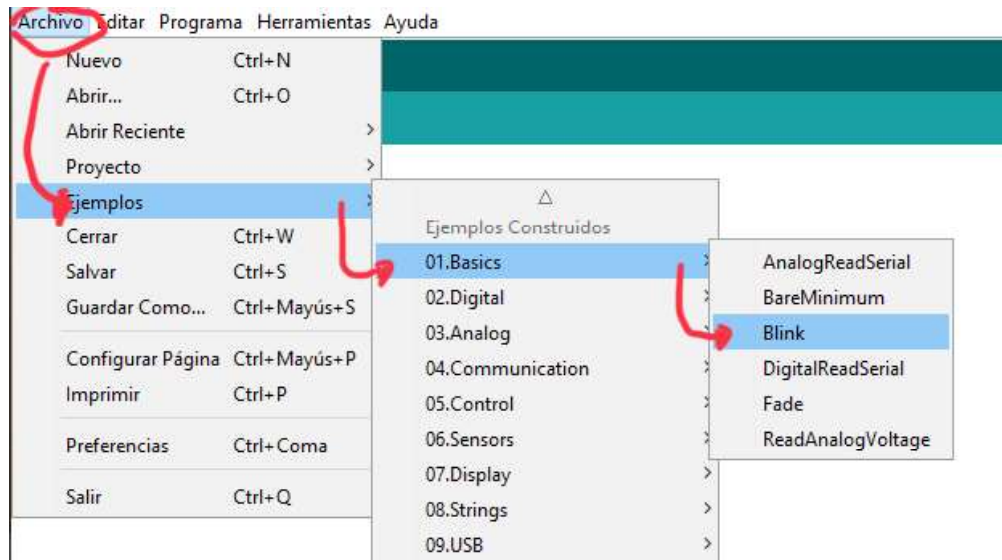 Archivo Editar Programa Herramientas Ayuda
Nuevo Ctrl+N
Abrir... Ctrl+O
Abrir Reciente
Proyecto
Ejemplos
Cerrar Ctrl+W
Salvar Ctrl+S
Guardar Como... Ctrl+Mayús+S
Configurar Página Ctrl+Mayús+P
Imprimir Ctrl+P
Preferencias Ctrl+Coma
Salir Ctrl+Q
Ejemplos Construidos
01.Basics
02.Digital
03.Analog
04.Communication
05.Control
06.Sensors
07.Display
08.Strings
09.USB
AnalogReadSerial
BareMinimum
Blink
DigitalReadSerial
Fade
ReadAnalogVoltage